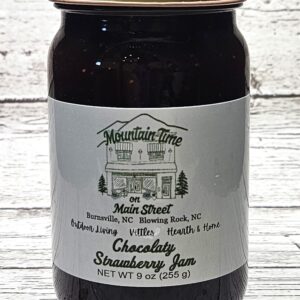 Mountain Time
on
Main Street
Burnsville, NC Blowing Rock, NC
Outdoor Living Vittles Hearth & Home
Chocolaty
Strawberry Jam
NET WT 9 oz (255 g)